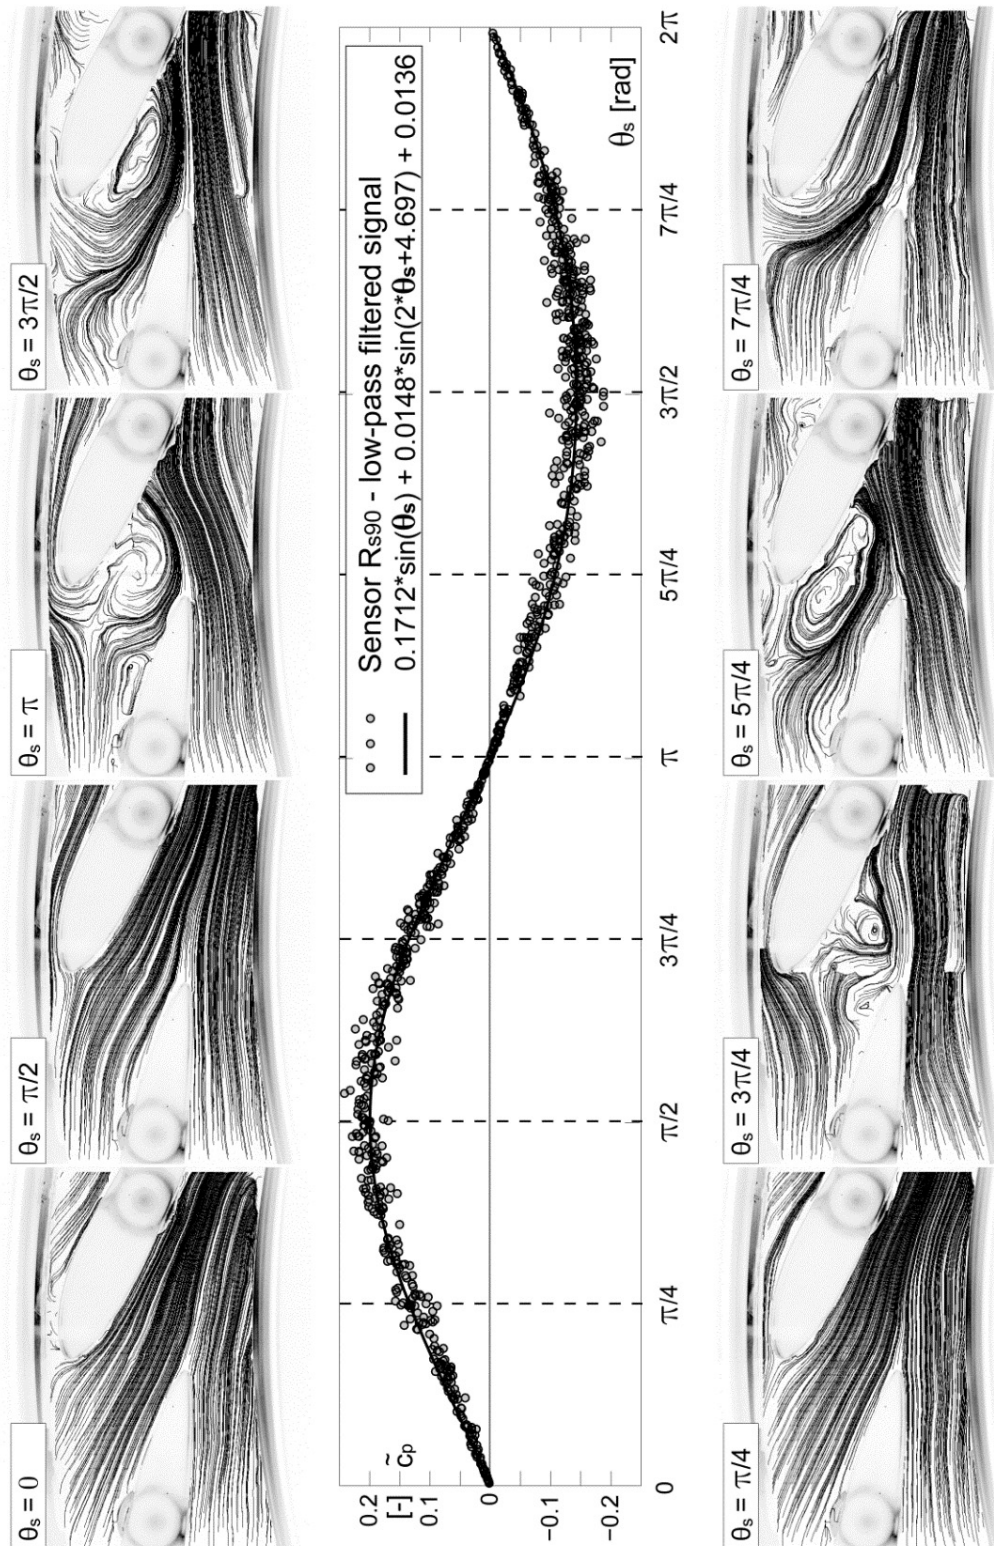 θs = 0
θs = π/2
θs = π
θs = 3π/2
c̃p
[-]
0.2
0.1
0
−0.1
−0.2
Sensor Rs90 - low-pass filtered signal
0.1712*sin(θs) + 0.0148*sin(2*θs+4.697) + 0.0136
θs [rad]
0
π/4
π/2
3π/4
π
5π/4
3π/2
7π/4
2π
θs = π/4
θs = 3π/4
θs = 5π/4
θs = 7π/4